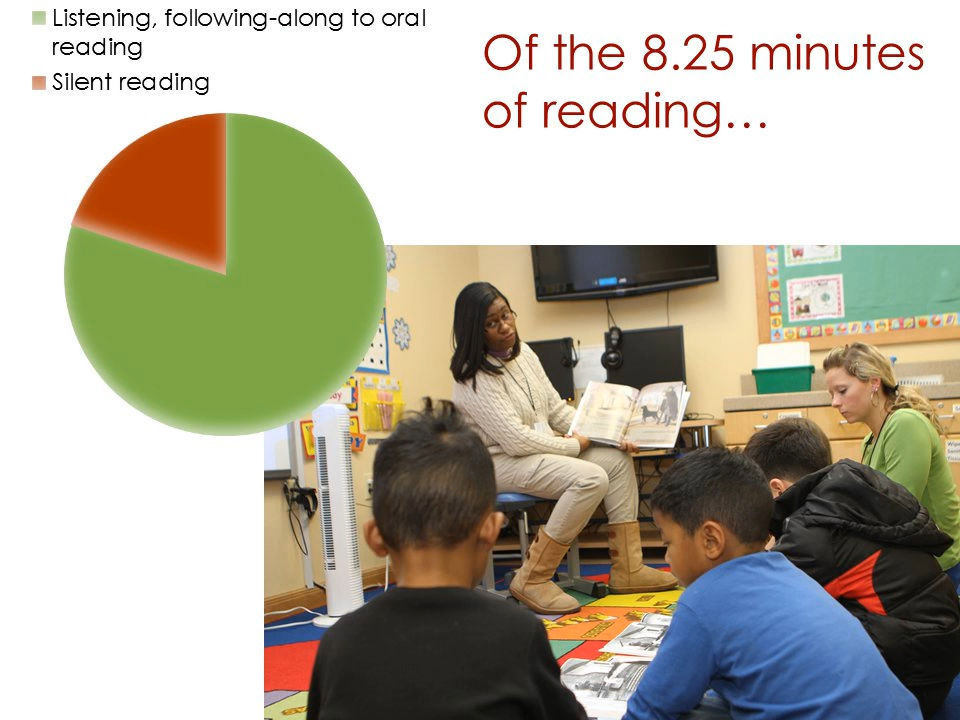 Listening, following-along to oral
reading
Silent reading
Of the 8.25 minutes
of reading…